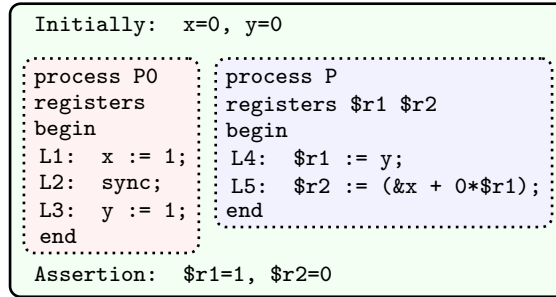 Initially: x=0, y=0
process P0
registers
begin
L1: x := 1;
L2: sync;
L3: y := 1;
end
process P
registers $r1 $r2
begin
L4: $r1 := y;
L5: $r2 := (&x + 0*$r1);
end
Assertion: $r1=1, $r2=0